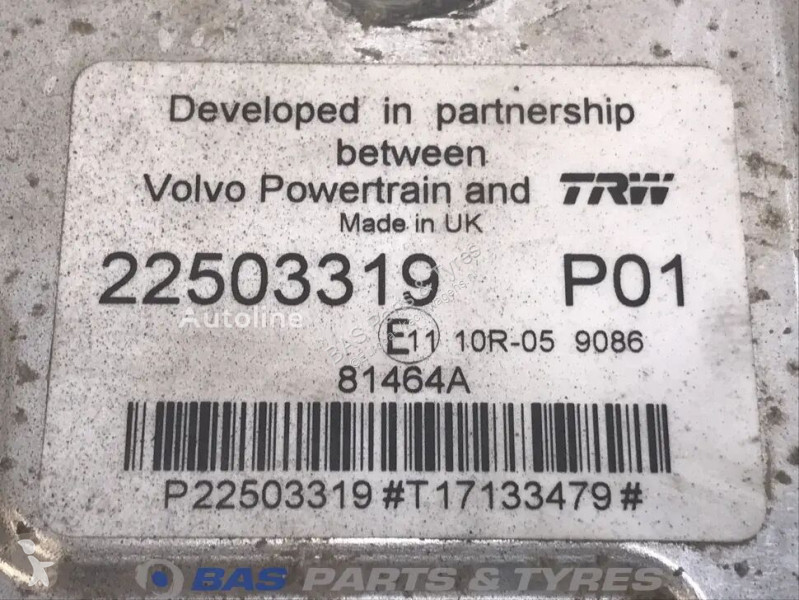 Developed in partnership
between
Volvo Powertrain and TRW
Made in UK
22503319 P01
Autoline
E11 10R-05 9086
81464A
P22503319#T17133479#
BAS PARTS & TYRES